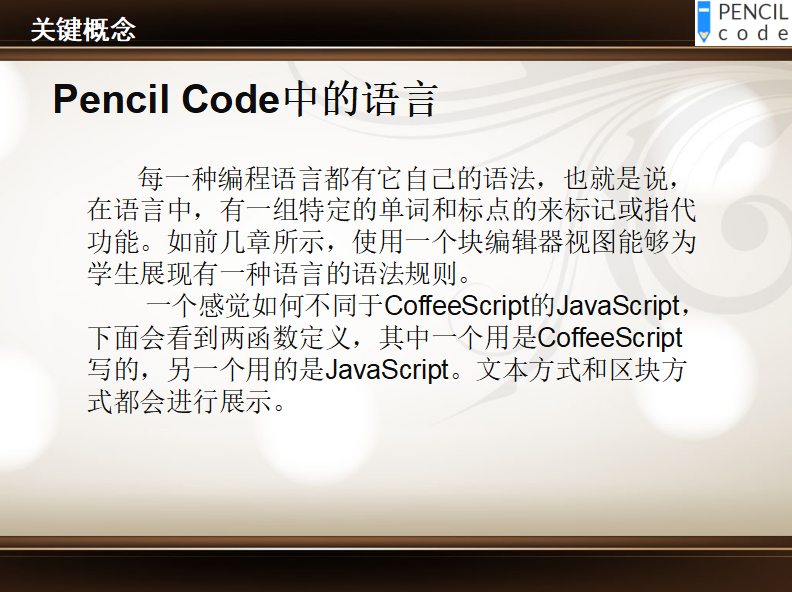 关键概念
PENCIL
code
Pencil Code中的语言
每一种编程语言都有它自己的语法，也就是说，
在语言中，有一组特定的单词和标点的来标记或指代
功能。如前几章所示，使用一个块编辑器视图能够为
学生展现有一种语言的语法规则。
一个感觉如何不同于CoffeeScript的JavaScript，
下面会看到两函数定义，其中一个用是CoffeeScript
写的，另一个用的是JavaScript。文本方式和区块方
式都会进行展示。